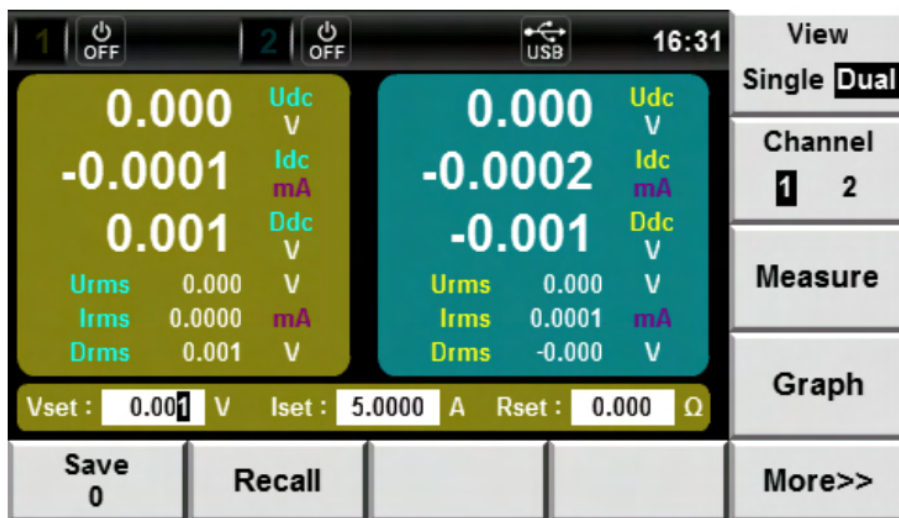 1 OFF 2 OFF USB 16:31
View
Single Dual
0.000 Udc V
-0.0001 Idc mA
0.001 Ddc V
Urms 0.000 V
Irms 0.0000 mA
Drms 0.001 V
0.000 Udc V
-0.0002 Idc mA
-0.001 Ddc V
Urms 0.000 V
Irms 0.0001 mA
Drms -0.000 V
Channel
1 2
Measure
Graph
Vset : 0.001 V Iset : 5.0000 A Rset : 0.000 Ω
Save
0
Recall
More>>